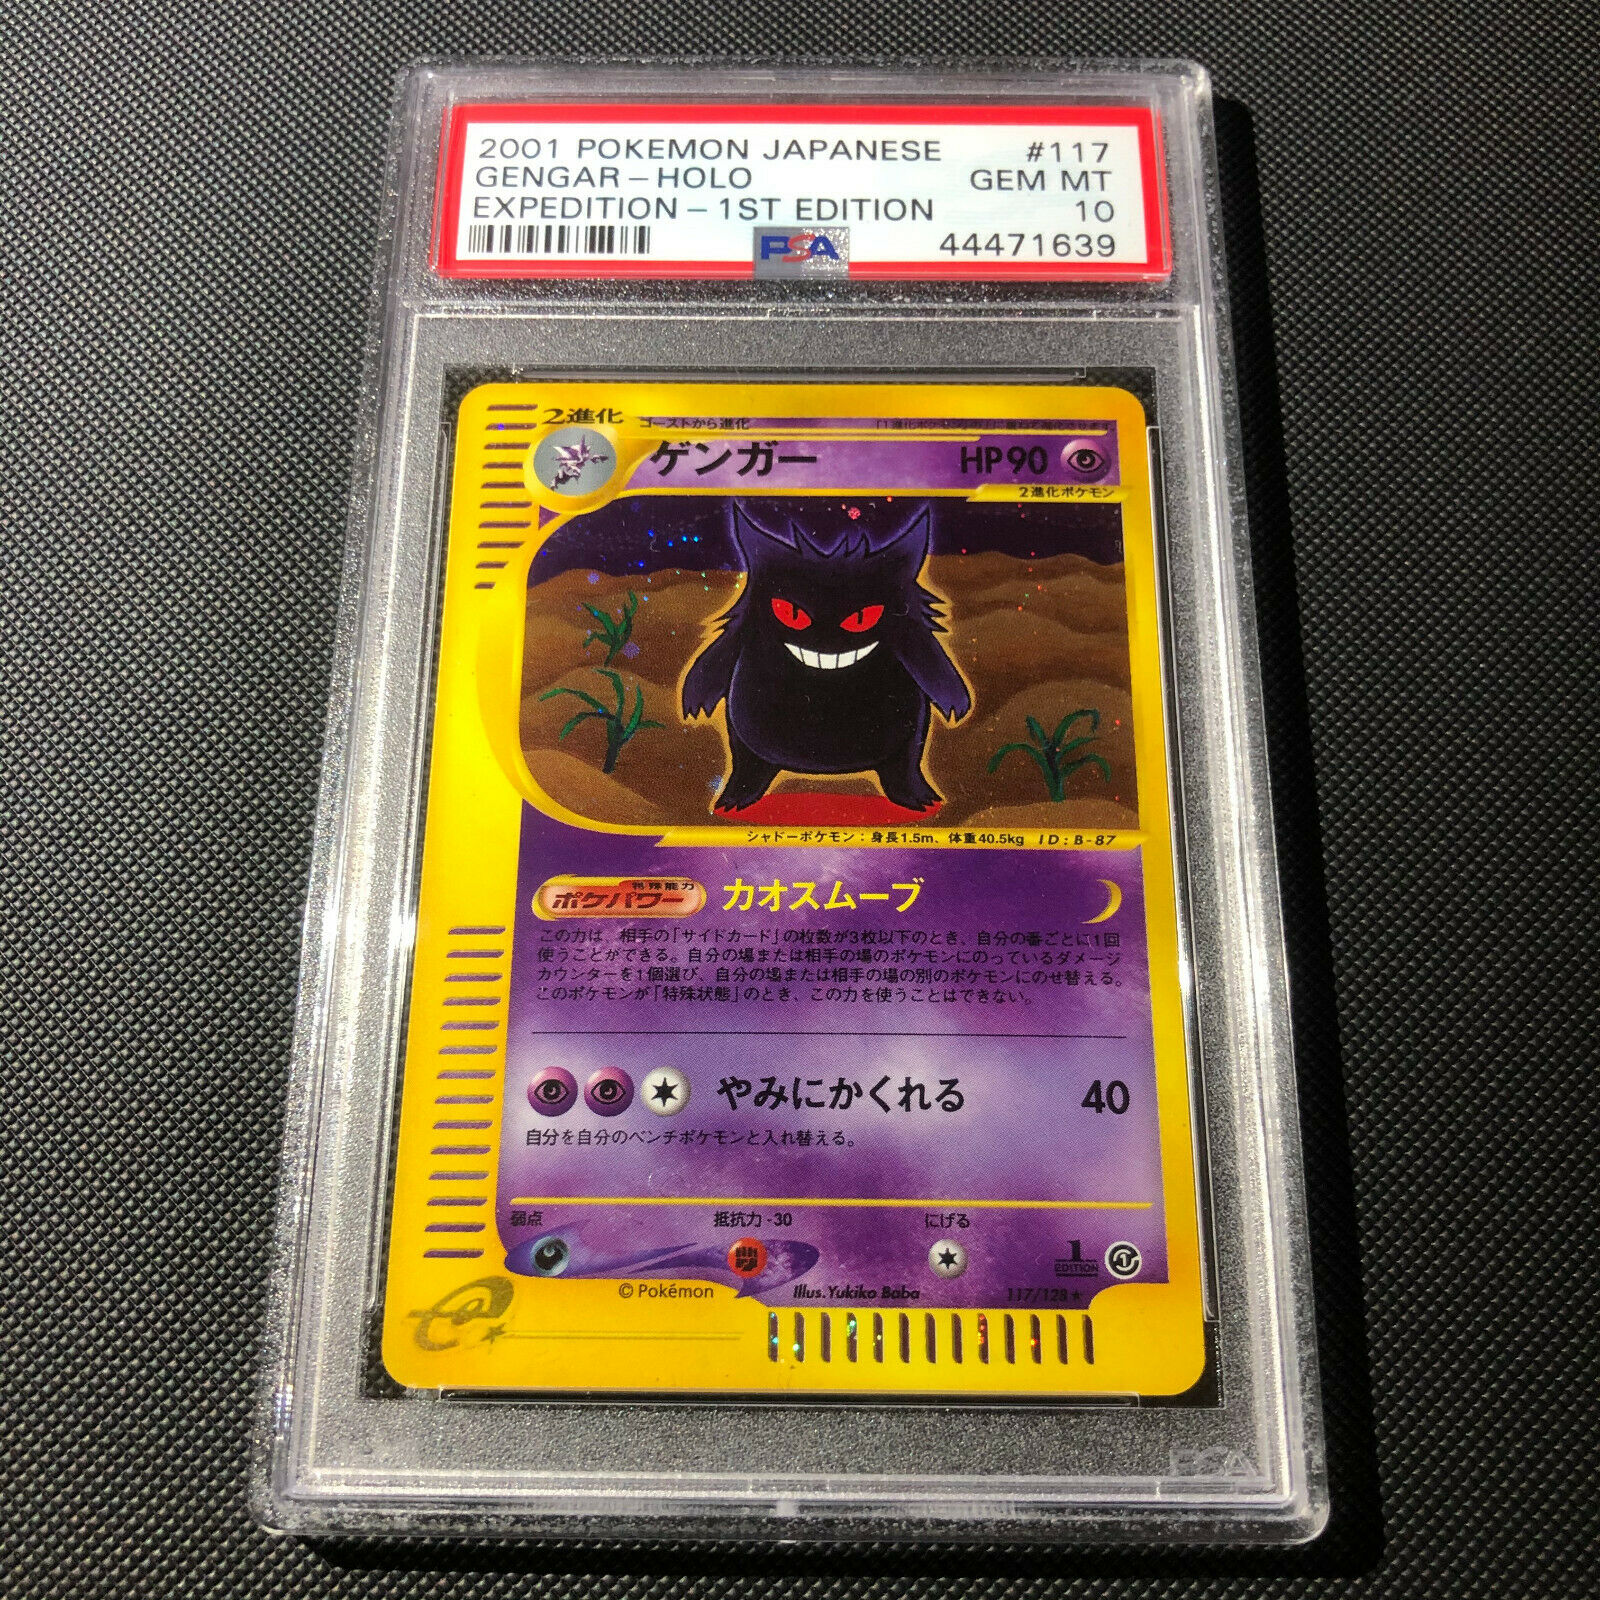 2001 POKEMON JAPANESE #117
GENGAR-HOLO GEM MT
EXPEDITION-1ST EDITION 10
PSA 44471639
2進化 ゴーストから進化
ゲンガー HP90
2進化ポケモン
シャドーポケモン：身長1.5m、体重40.5kg ID：B-87
特殊能力
ポケパワー カオスムーブ
この力は、相手の「サイドカード」の枚数が3枚以下のとき、自分の番ごとに1回
使うことができる。自分の場または相手の場のポケモンにのっているダメージ
カウンターを1個選び、自分の場または相手の場の別のポケモンにのせ替える。
このポケモンが「特殊状態」のとき、この力を使うことはできない。
やみにかくれる 40
自分を自分のベンチポケモンと入れ替える。
弱点 抵抗力-30 にげる
1
EDITION
© Pokémon Illus. Yukiko Baba 117/128★
e
PSA